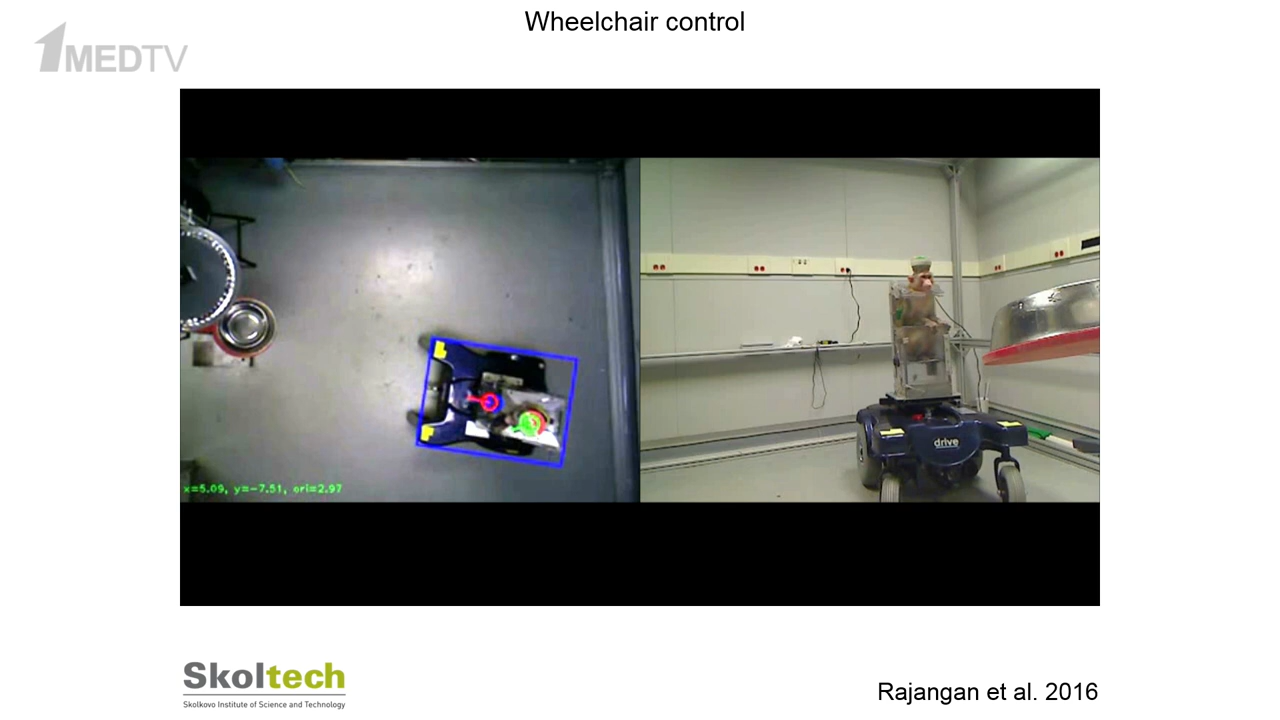 Wheelchair control
1MEDTV
x=5.09, y=-7.51, ori=2.97
drive
Skoltech
Skolkovo Institute of Science and Technology
Rajangan et al. 2016